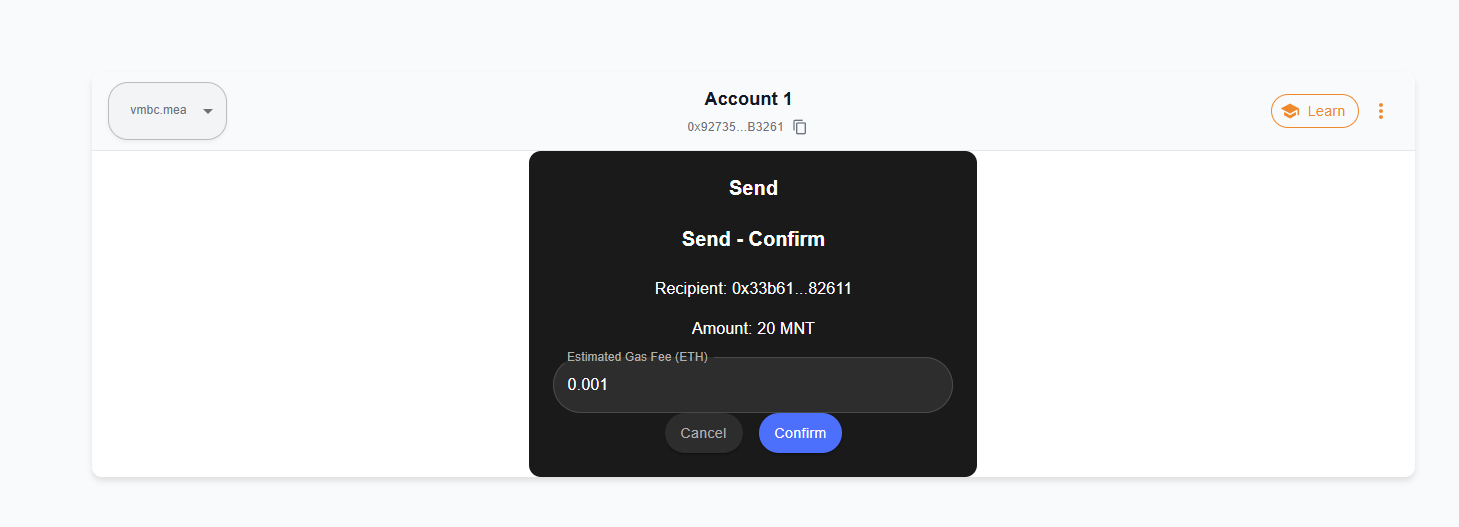 vmbc.mea
Account 1
0x92735...B3261
Learn
Send
Send - Confirm
Recipient: 0x33b61...82611
Amount: 20 MNT
Estimated Gas Fee (ETH)
0.001
Cancel
Confirm